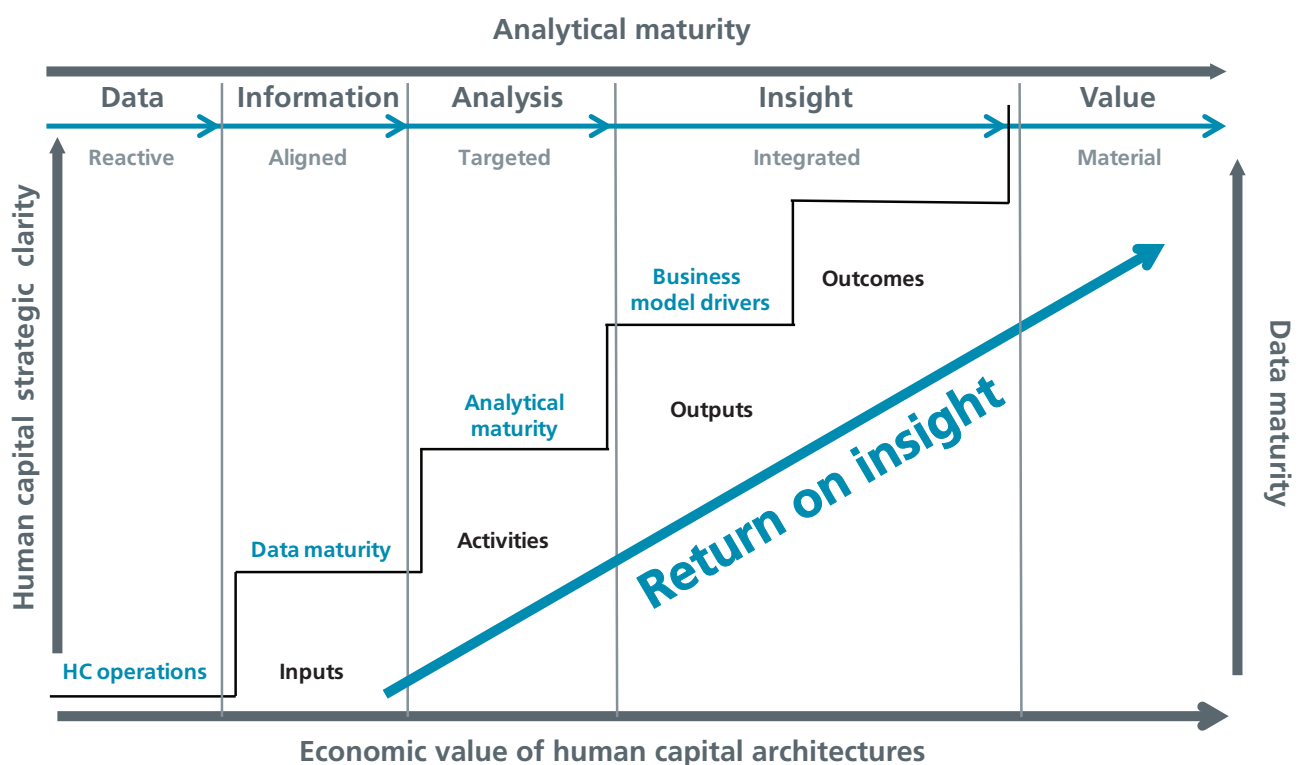 Analytical maturity
Data
Information
Analysis
Insight
Value
Reactive
Aligned
Targeted
Integrated
Material
Human capital strategic clarity
Data maturity
Business
model drivers
Outcomes
Analytical
maturity
Outputs
Return on insight
Data maturity
Activities
HC operations
Inputs
Economic value of human capital architectures